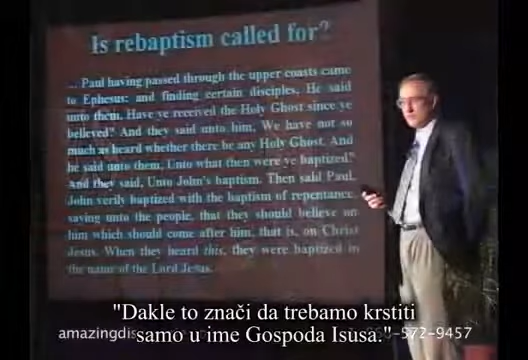 Is rebaptism called for?
... Paul having passed through the upper coasts came
to Ephesus: and finding certain disciples, He said
unto them, Have ye received the Holy Ghost since ye
believed? And they said unto him, We have not so
much as heard whether there be any Holy Ghost. And
he said unto them, Unto what then were ye baptized?
And they said, Unto John's baptism. Then said Paul,
John verily baptized with the baptism of repentance,
saying unto the people, that they should believe on
him which should come after him, that is, on Christ
Jesus. When they heard this, they were baptized in
the name of the Lord Jesus.
"Dakle to znači da trebamo krstiti
samo u ime Gospoda Isusa."
amazingdis
572-9457